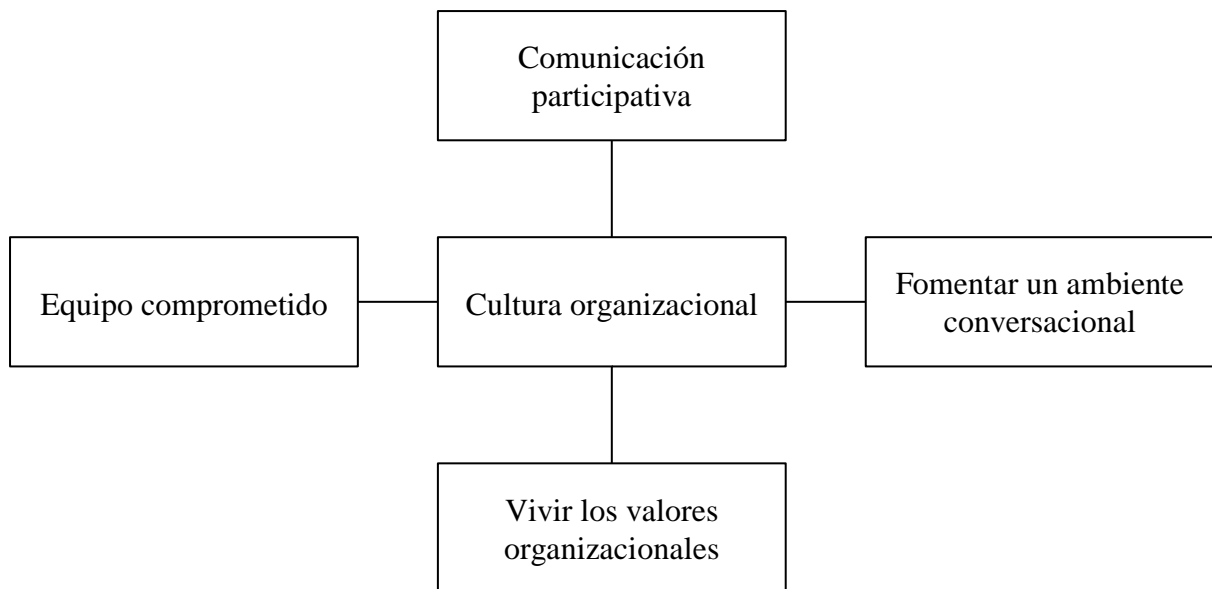 Comunicación
participativa
Equipo comprometido
Cultura organizacional
Fomentar un ambiente
conversacional
Vivir los valores
organizacionales